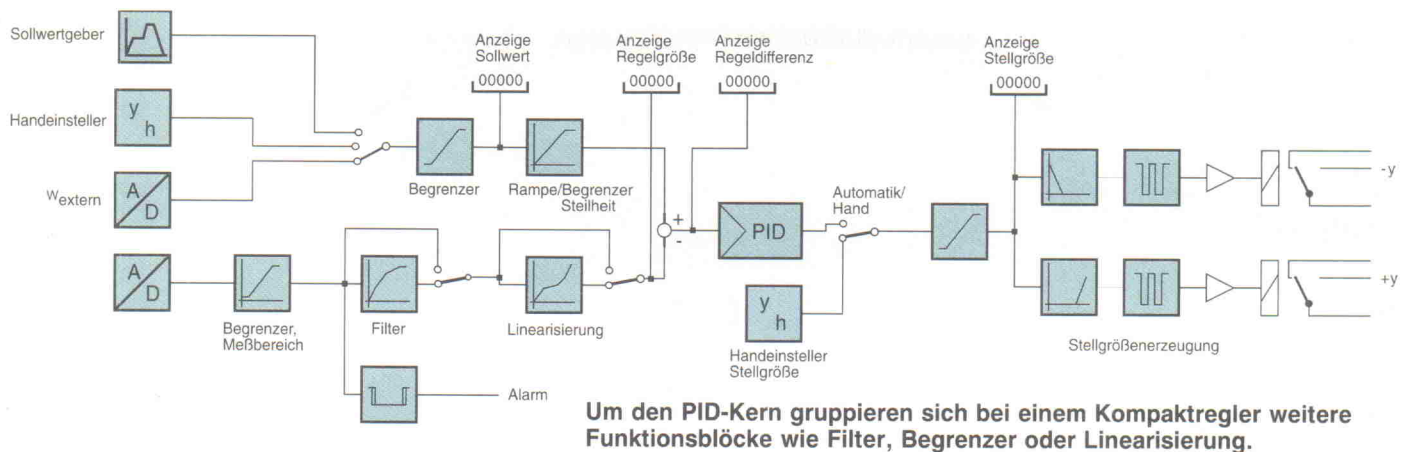 Sollwertgeber
Handeinsteller
y
h
Wextern
A
D
A
D
Begrenzer,
Meßbereich
Filter
Linearisierung
Alarm
Begrenzer
Rampe/Begrenzer
Steilheit
Anzeige
Sollwert
00000
Anzeige
Regelgröße
00000
Anzeige
Regeldifferenz
00000
+
-
PID
Automatik/
Hand
y
h
Handeinsteller
Stellgröße
Anzeige
Stellgröße
00000
-y
+y
Stellgrößenerzeugung
Um den PID-Kern gruppieren sich bei einem Kompaktregler weitere
Funktionsblöcke wie Filter, Begrenzer oder Linearisierung.